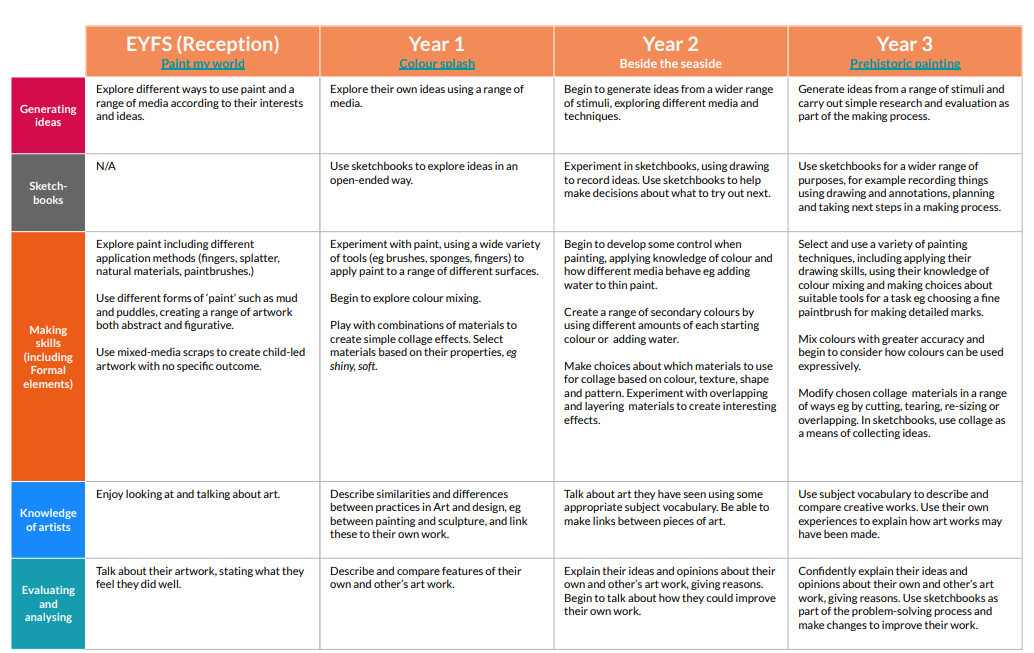 EYFS (Reception)
Paint my world
Year 1
Colour splash
Year 2
Beside the seaside
Year 3
Prehistoric painting
Generating
ideas
Explore different ways to use paint and a
range of media according to their interests
and ideas.
Explore their own ideas using a range of
media.
Begin to generate ideas from a wider range
of stimuli, exploring different media and
techniques.
Generate ideas from a range of stimuli and
carry out simple research and evaluation as
part of the making process.
Sketch-
books
N/A
Use sketchbooks to explore ideas in an
open-ended way.
Experiment in sketchbooks, using drawing
to record ideas. Use sketchbooks to help
make decisions about what to try out next.
Use sketchbooks for a wider range of
purposes, for example recording things
using drawing and annotations, planning
and taking next steps in a making process.
Making
skills
(including
Formal
elements)
Explore paint including different
application methods (fingers, splatter,
natural materials, paintbrushes.)
Use different forms of ‘paint’ such as mud
and puddles, creating a range of artwork
both abstract and figurative.
Use mixed-media scraps to create child-led
artwork with no specific outcome.
Experiment with paint, using a wide variety
of tools (eg brushes, sponges, fingers) to
apply paint to a range of different surfaces.
Begin to explore colour mixing.
Play with combinations of materials to
create simple collage effects. Select
materials based on their properties, eg
shiny, soft.
Begin to develop some control when
painting, applying knowledge of colour and
how different media behave eg adding
water to thin paint.
Create a range of secondary colours by
using different amounts of each starting
colour or adding water.
Make choices about which materials to use
for collage based on colour, texture, shape
and pattern. Experiment with overlapping
and layering materials to create interesting
effects.
Select and use a variety of painting
techniques, including applying their
drawing skills, using their knowledge of
colour mixing and making choices about
suitable tools for a task eg choosing a fine
paintbrush for making detailed marks.
Mix colours with greater accuracy and
begin to consider how colours can be used
expressively.
Modify chosen collage materials in a range
of ways eg by cutting, tearing, re-sizing or
overlapping. In sketchbooks, use collage as
a means of collecting ideas.
Knowledge
of artists
Enjoy looking at and talking about art.
Describe similarities and differences
between practices in Art and design, eg
between painting and sculpture, and link
these to their own work.
Talk about art they have seen using some
appropriate subject vocabulary. Be able to
make links between pieces of art.
Use subject vocabulary to describe and
compare creative works. Use their own
experiences to explain how art works may
have been made.
Evaluating
and
analysing
Talk about their artwork, stating what they
feel they did well.
Describe and compare features of their
own and other’s art work.
Explain their ideas and opinions about their
own and other’s art work, giving reasons.
Begin to talk about how they could improve
their own work.
Confidently explain their ideas and
opinions about their own and other’s art
work, giving reasons. Use sketchbooks as
part of the problem-solving process and
make changes to improve their work.